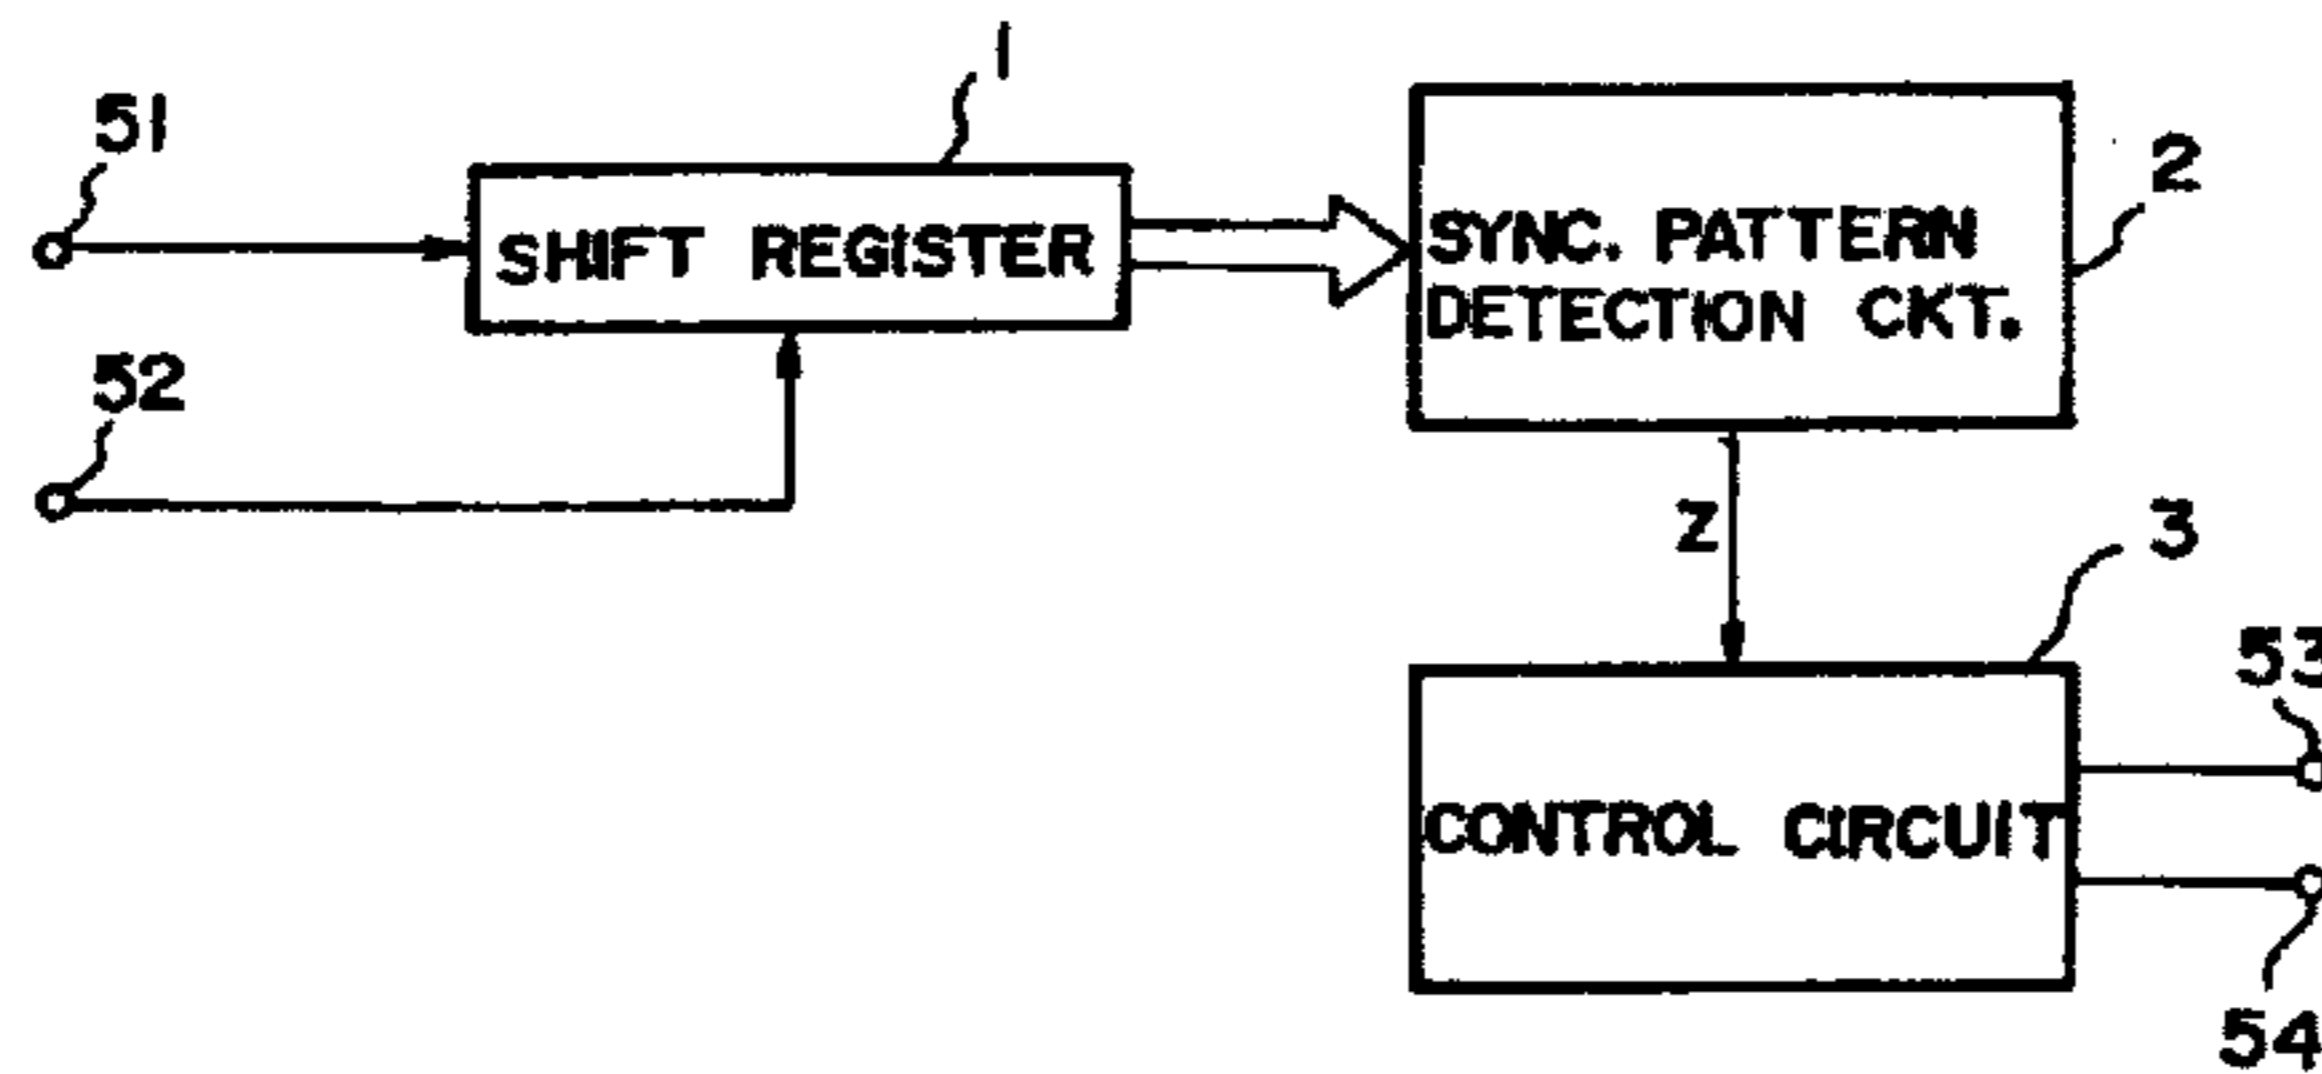 1
51
2
SHIFT REGISTER
SYNC. PATTERN
DETECTION CKT.
52
Z
3
53
CONTROL CIRCUIT
54